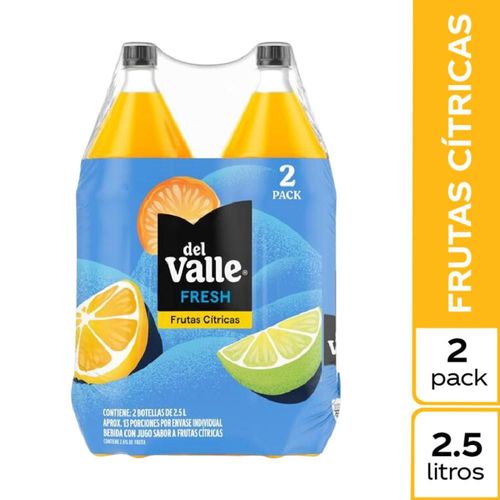 2
PACK
del
Valle®
FRESH
Frutas Cítricas
CONTIENE: 2 BOTELLAS DE 2.5 L
APROX. 13 PORCIONES POR ENVASE INDIVIDUAL
BEBIDA CON JUGO SABOR A FRUTAS CÍTRICAS
FRUTAS CÍTRICAS
2
pack
2.5
litros